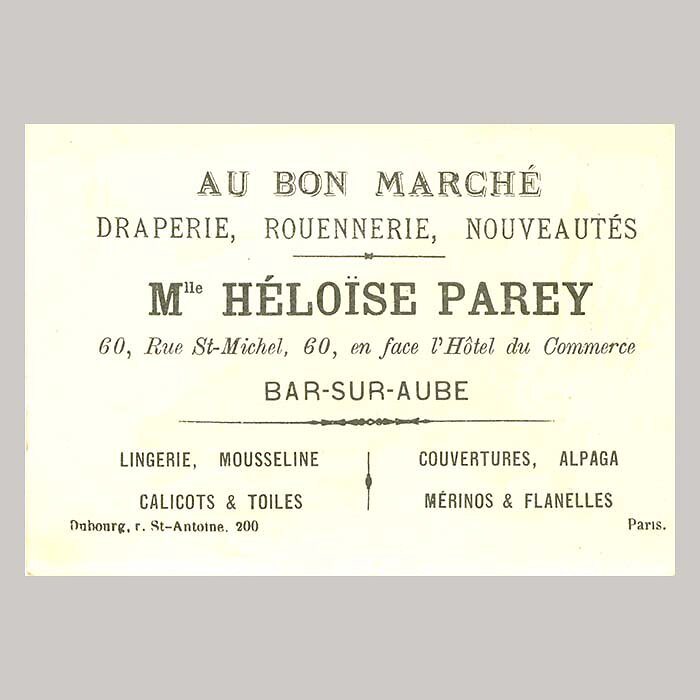 AU BON MARCHÉ
DRAPERIE, ROUENNERIE, NOUVEAUTÉS
Mlle HÉLOÏSE PAREY
60, Rue St-Michel, 60, en face l'Hôtel du Commerce
BAR-SUR-AUBE
LINGERIE, MOUSSELINE
CALICOTS & TOILES
COUVERTURES, ALPAGA
MÉRINOS & FLANELLES
Dubourg, r. St-Antoine. 200 Paris.